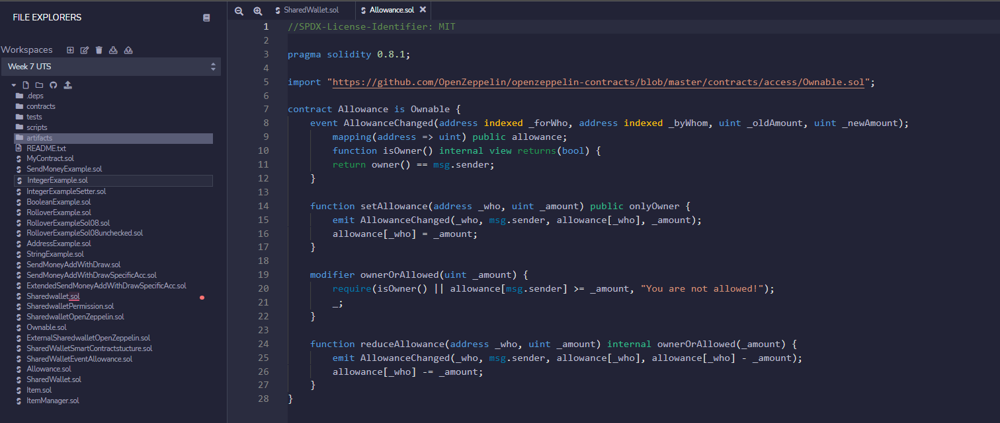 FILE EXPLORERS
Workspaces
Week 7 UTS
.deps
contracts
tests
scripts
artifacts
README.txt
MyContract.sol
SendMoneyExample.sol
IntegerExample.sol
IntegerExampleSetter.sol
BooleanExample.sol
RolloverExample.sol
RolloverExampleSol08.sol
RolloverExampleSol08unchecked.sol
AddressExample.sol
StringExample.sol
SendMoneyAddWithDraw.sol
SendMoneyAddWithDrawSpecificAcc.sol
ExtendedSendMoneyAddWithDrawSpecificAcc.sol
Sharedwallet.sol
SharedwalletPermission.sol
SharedwalletOpenZeppelin.sol
Ownable.sol
ExternalSharedwalletOpenZeppelin.sol
SharedWalletSmartContractstucture.sol
SharedWalletEventAllowance.sol
Allowance.sol
SharedWallet.sol
Item.sol
ItemManager.sol
SharedWallet.sol Allowance.sol
1 //SPDX-License-Identifier: MIT
2
3 pragma solidity 0.8.1;
4
5 import "https://github.com/OpenZeppelin/openzeppelin-contracts/blob/master/contracts/access/Ownable.sol";
6
7 contract Allowance is Ownable {
8 event AllowanceChanged(address indexed _forWho, address indexed _byWhom, uint _oldAmount, uint _newAmount);
9 mapping(address => uint) public allowance;
10 function isOwner() internal view returns(bool) {
11 return owner() == msg.sender;
12 }
13
14 function setAllowance(address _who, uint _amount) public onlyOwner {
15 emit AllowanceChanged(_who, msg.sender, allowance[_who], _amount);
16 allowance[_who] = _amount;
17 }
18
19 modifier ownerOrAllowed(uint _amount) {
20 require(isOwner() || allowance[msg.sender] >= _amount, "You are not allowed!");
21 _;
22 }
23
24 function reduceAllowance(address _who, uint _amount) internal ownerOrAllowed(_amount) {
25 emit AllowanceChanged(_who, msg.sender, allowance[_who], allowance[_who] - _amount);
26 allowance[_who] -= _amount;
27 }
28 }